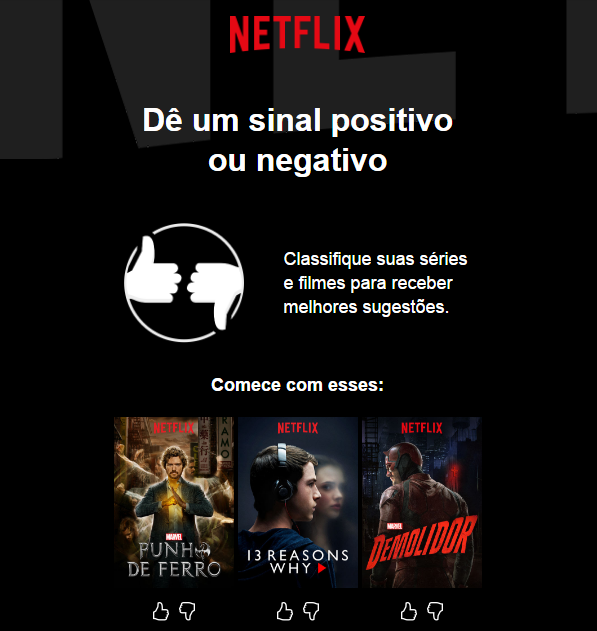 NETFLIX
Dê um sinal positivo
ou negativo
Classifique suas séries
e filmes para receber
melhores sugestões.
Comece com esses:
NETFLIX
MARVEL
PUNHO
DE FERRO
NETFLIX
13 REASONS
WHY
NETFLIX
MARVEL
DEMOLIDOR